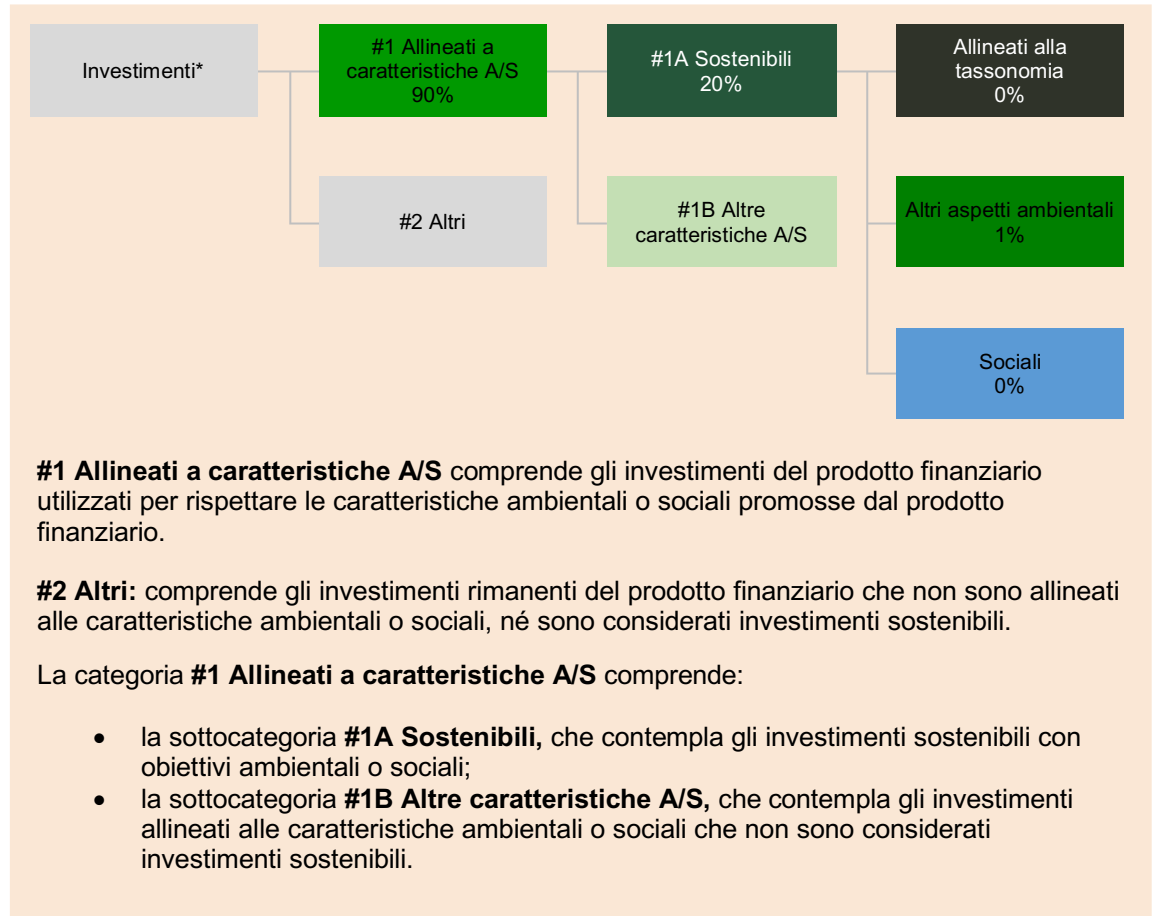 Investimenti*
#1 Allineati a
caratteristiche A/S
90%
#1A Sostenibili
20%
Allineati alla
tassonomia
0%
#2 Altri
#1B Altre
caratteristiche A/S
Altri aspetti ambientali
1%
Sociali
0%
#1 Allineati a caratteristiche A/S comprende gli investimenti del prodotto finanziario
utilizzati per rispettare le caratteristiche ambientali o sociali promosse dal prodotto
finanziario.
#2 Altri: comprende gli investimenti rimanenti del prodotto finanziario che non sono allineati
alle caratteristiche ambientali o sociali, né sono considerati investimenti sostenibili.
La categoria #1 Allineati a caratteristiche A/S comprende:
• la sottocategoria #1A Sostenibili, che contempla gli investimenti sostenibili con
obiettivi ambientali o sociali;
• la sottocategoria #1B Altre caratteristiche A/S, che contempla gli investimenti
allineati alle caratteristiche ambientali o sociali che non sono considerati
investimenti sostenibili.